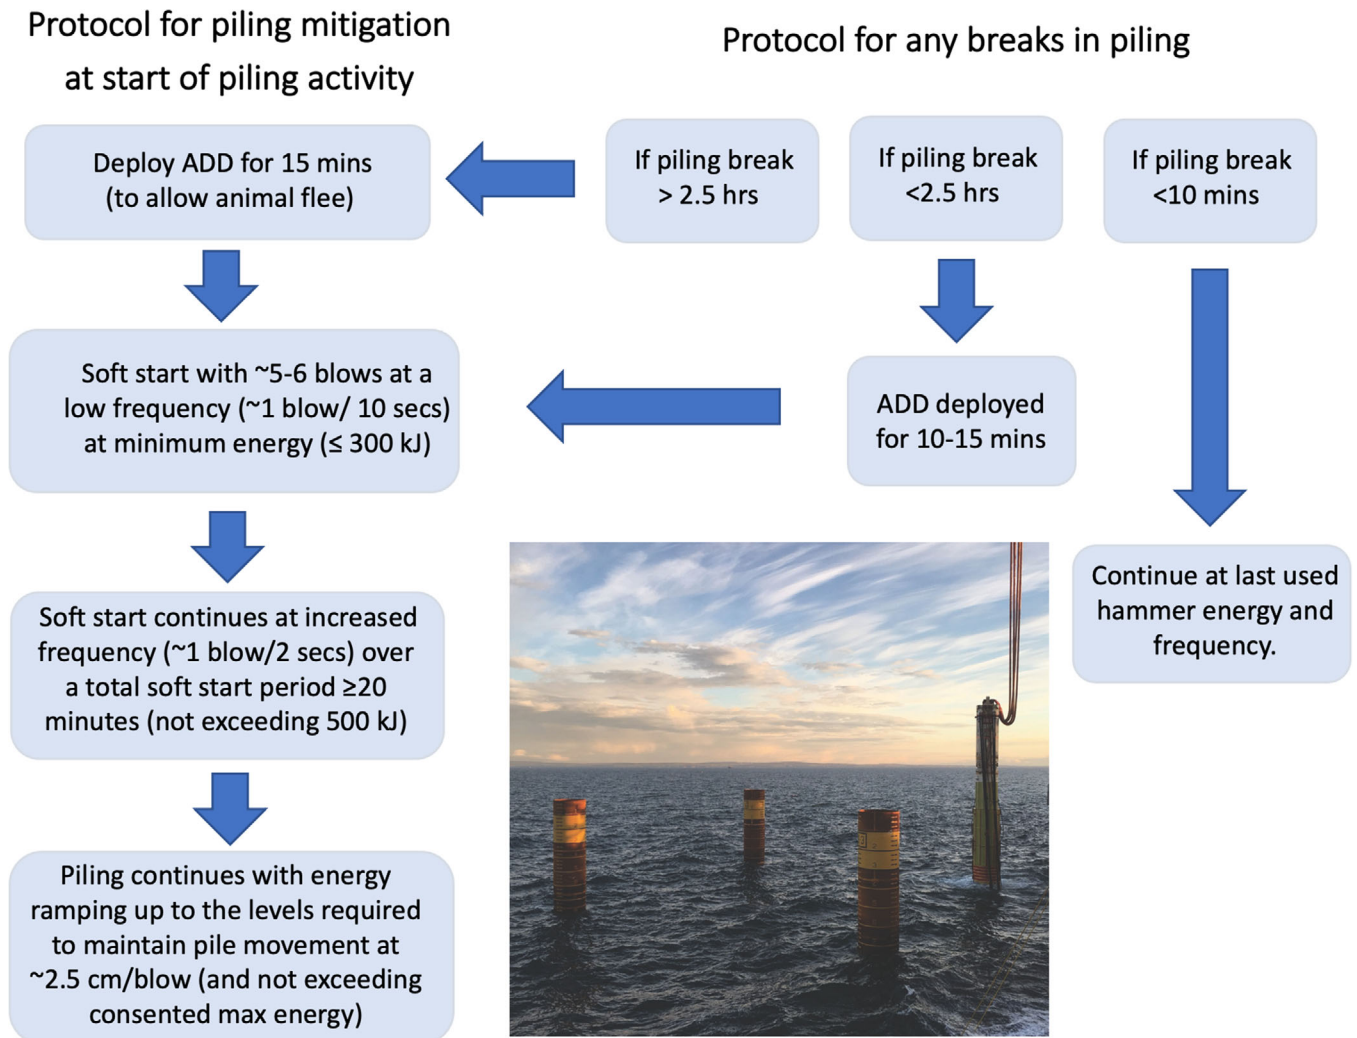 Protocol for piling mitigation
at start of piling activity
Deploy ADD for 15 mins
(to allow animal flee)
Soft start with ~5-6 blows at a
low frequency (~1 blow/ 10 secs)
at minimum energy (≤ 300 kJ)
Soft start continues at increased
frequency (~1 blow/2 secs) over
a total soft start period ≥20
minutes (not exceeding 500 kJ)
Piling continues with energy
ramping up to the levels required
to maintain pile movement at
~2.5 cm/blow (and not exceeding
consented max energy)
Protocol for any breaks in piling
If piling break
> 2.5 hrs
If piling break
<2.5 hrs
If piling break
<10 mins
ADD deployed
for 10-15 mins
Continue at last used
hammer energy and
frequency.